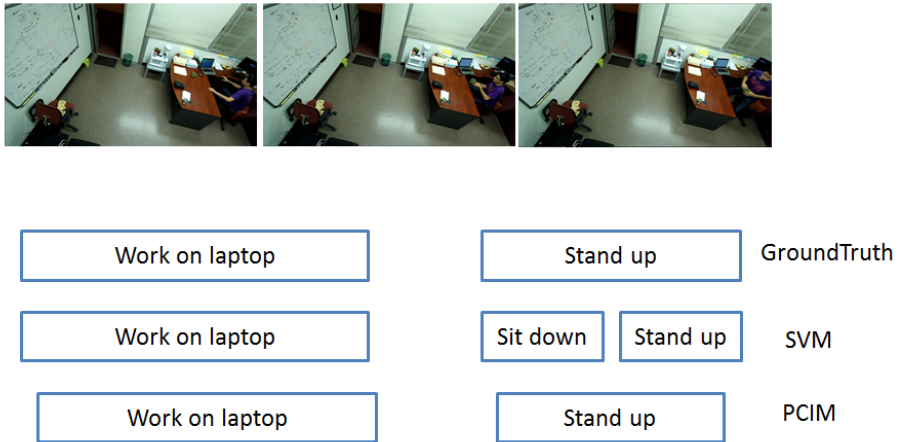 Work on laptop Stand up GroundTruth
Work on laptop Sit down Stand up SVM
Work on laptop Stand up PCIM